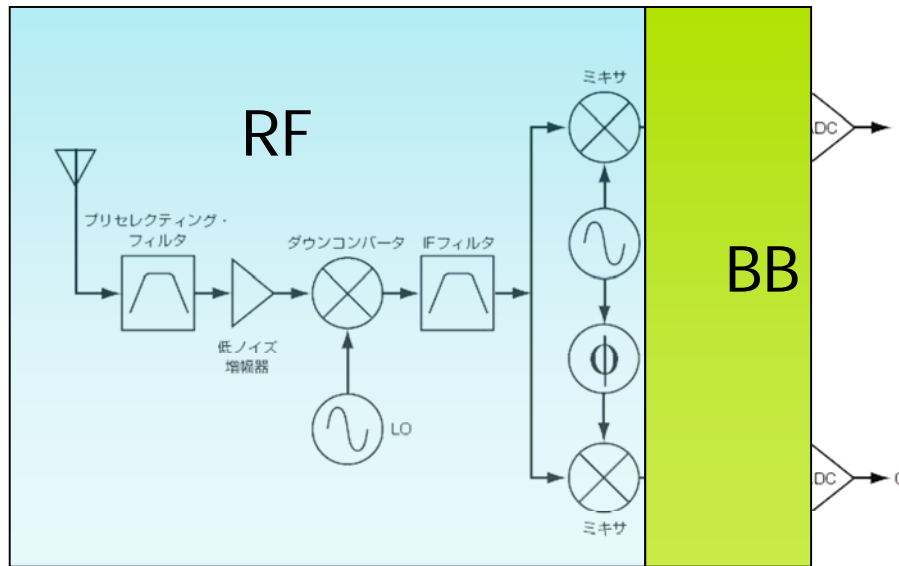 RF
BB
ミキサ
DC
プリセレクティング・
フィルタ
ダウンコンバータ
IFフィルタ
低ノイズ
増幅器
ϕ
LO
DC
ミキサ